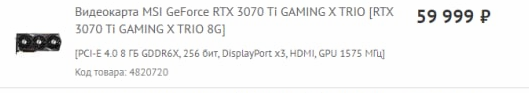 Видеокарта MSI GeForce RTX 3070 Ti GAMING X TRIO [RTX
3070 Ti GAMING X TRIO 8G]
59 999 ₽
[PCI-E 4.0 8 ГБ GDDR6X, 256 бит, DisplayPort x3, HDMI, GPU 1575 МГц]
Код товара: 4820720